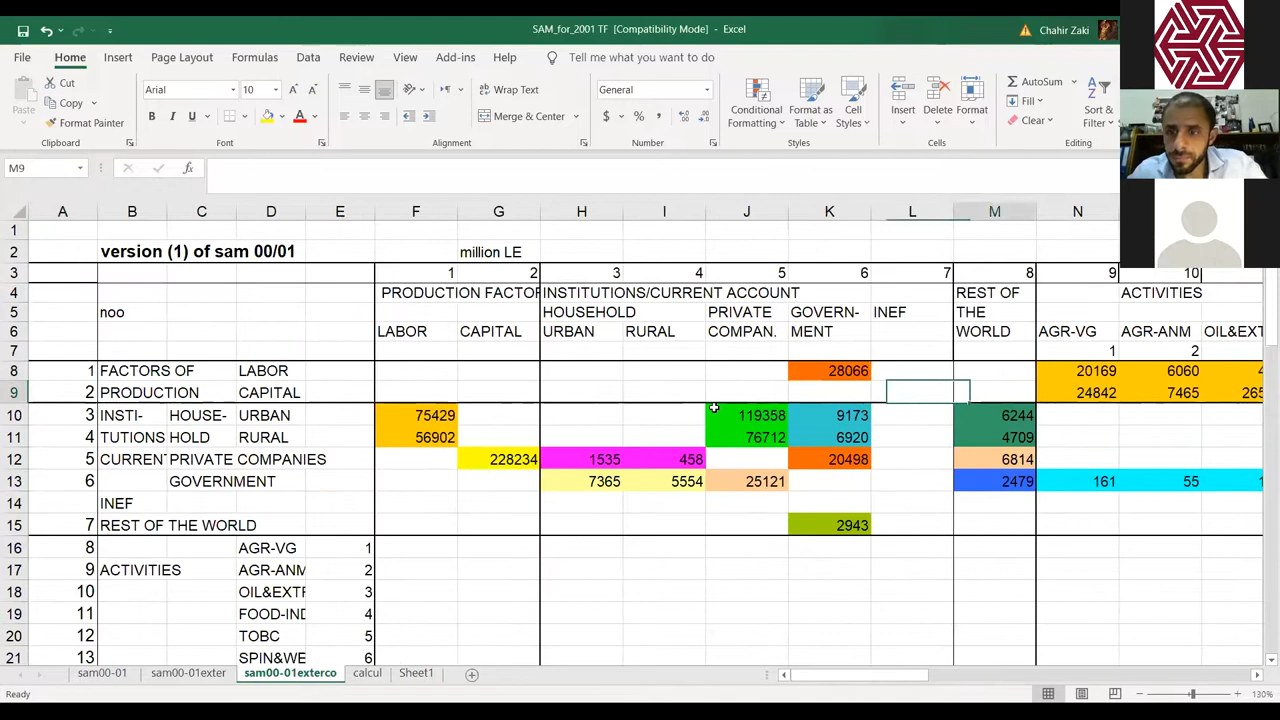 SAM_for_2001 TF [Compatibility Mode] - Excel
Chahir Zaki
File Home Insert Page Layout Formulas Data Review View Add-ins Help Tell me what you want to do
Cut
Copy
Format Painter
Paste
Arial 10
B I U
Wrap Text
Merge & Center
General
$ % 
Conditional Formatting
Format as Table
Cell Styles
Insert Delete Format
AutoSum
Fill
Clear
Sort & Filter
Clipboard Font Alignment Number Styles Cells Editing
M9
fx
A B C D E F G H I J K L M N O P
1
2 version (1) of sam 00/01 million LE
3 1 2 3 4 5 6 7 8 9 10
4 PRODUCTION FACTOR INSTITUTIONS/CURRENT ACCOUNT REST OF ACTIVITIES
5 noo HOUSEHOLD PRIVATE GOVERN- INEF THE
6 LABOR CAPITAL URBAN RURAL COMPAN. MENT WORLD AGR-VG AGR-ANM OIL&EXT
7 1 2
8 1 FACTORS OF LABOR 28066 20169 6060
9 2 PRODUCTION CAPITAL 24842 7465 265
10 3 INSTI- HOUSE- URBAN 75429 119358 9173 6244
11 4 TUTIONS HOLD RURAL 56902 76712 6920 4709
12 5 CURRENT PRIVATE COMPANIES 228234 1535 458 20498 6814
13 6 GOVERNMENT 7365 5554 25121 2479 161 55
14 INEF
15 7 REST OF THE WORLD 2943
16 8 AGR-VG 1
17 9 ACTIVITIES AGR-ANM 2
18 10 OIL&EXTR 3
19 11 FOOD-IND 4
20 12 TOBC 5
21 13 SPIN&WE 6
sam00-01 sam00-01exter sam00-01exterco calcul Sheet1
Ready
130%